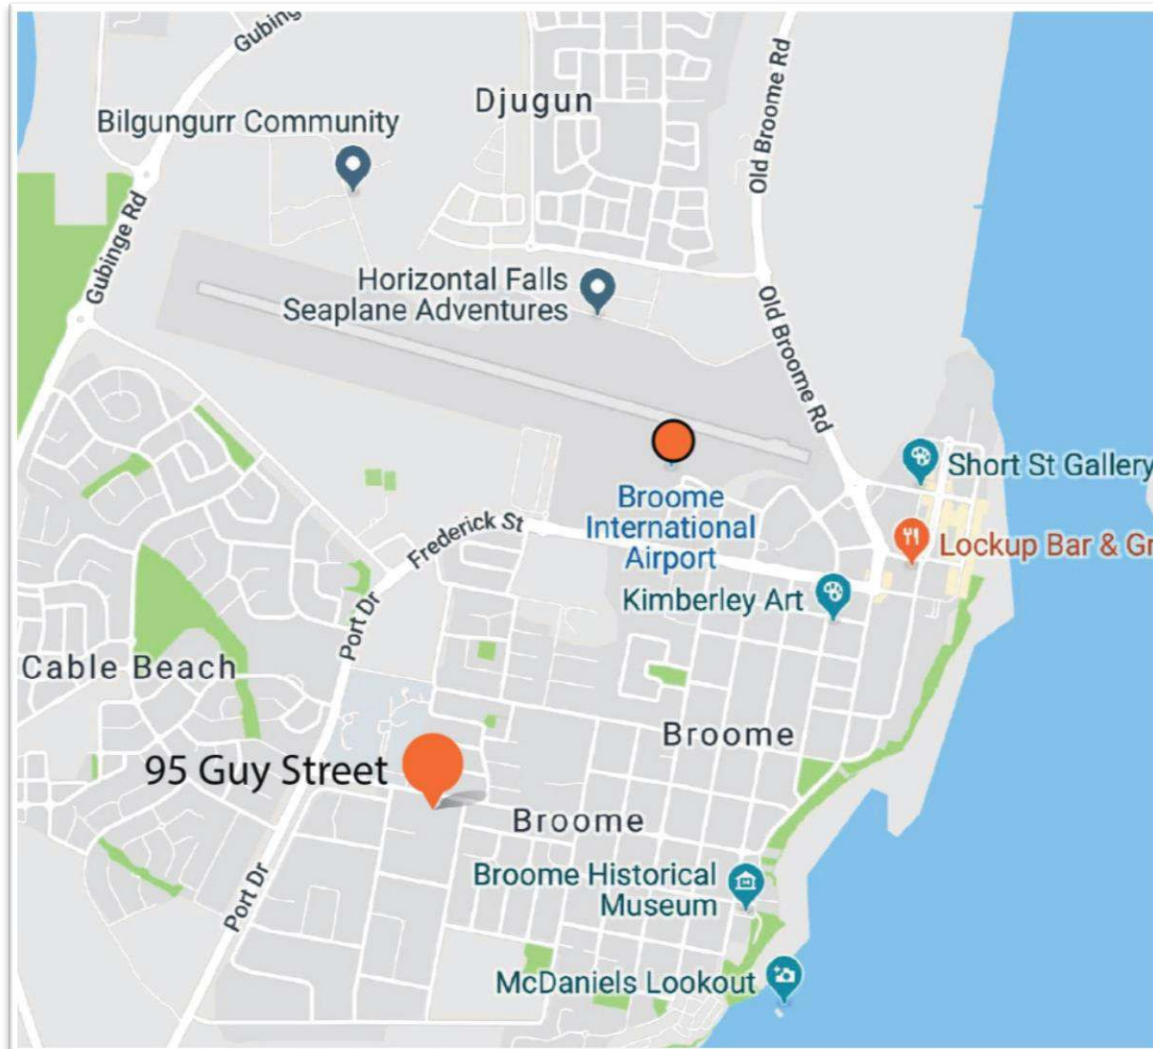 Gubing
Djugun
Bilgungurr Community
Old Broome Rd
Gubinge Rd
Horizontal Falls
Seaplane Adventures
Old Broome Rd
Short St Gallery
Broome
International
Airport
Frederick St
Lockup Bar & Gr
Kimberley Art
Port Dr
Cable Beach
Broome
95 Guy Street
Broome
Broome Historical
Museum
Port Dr
McDaniels Lookout